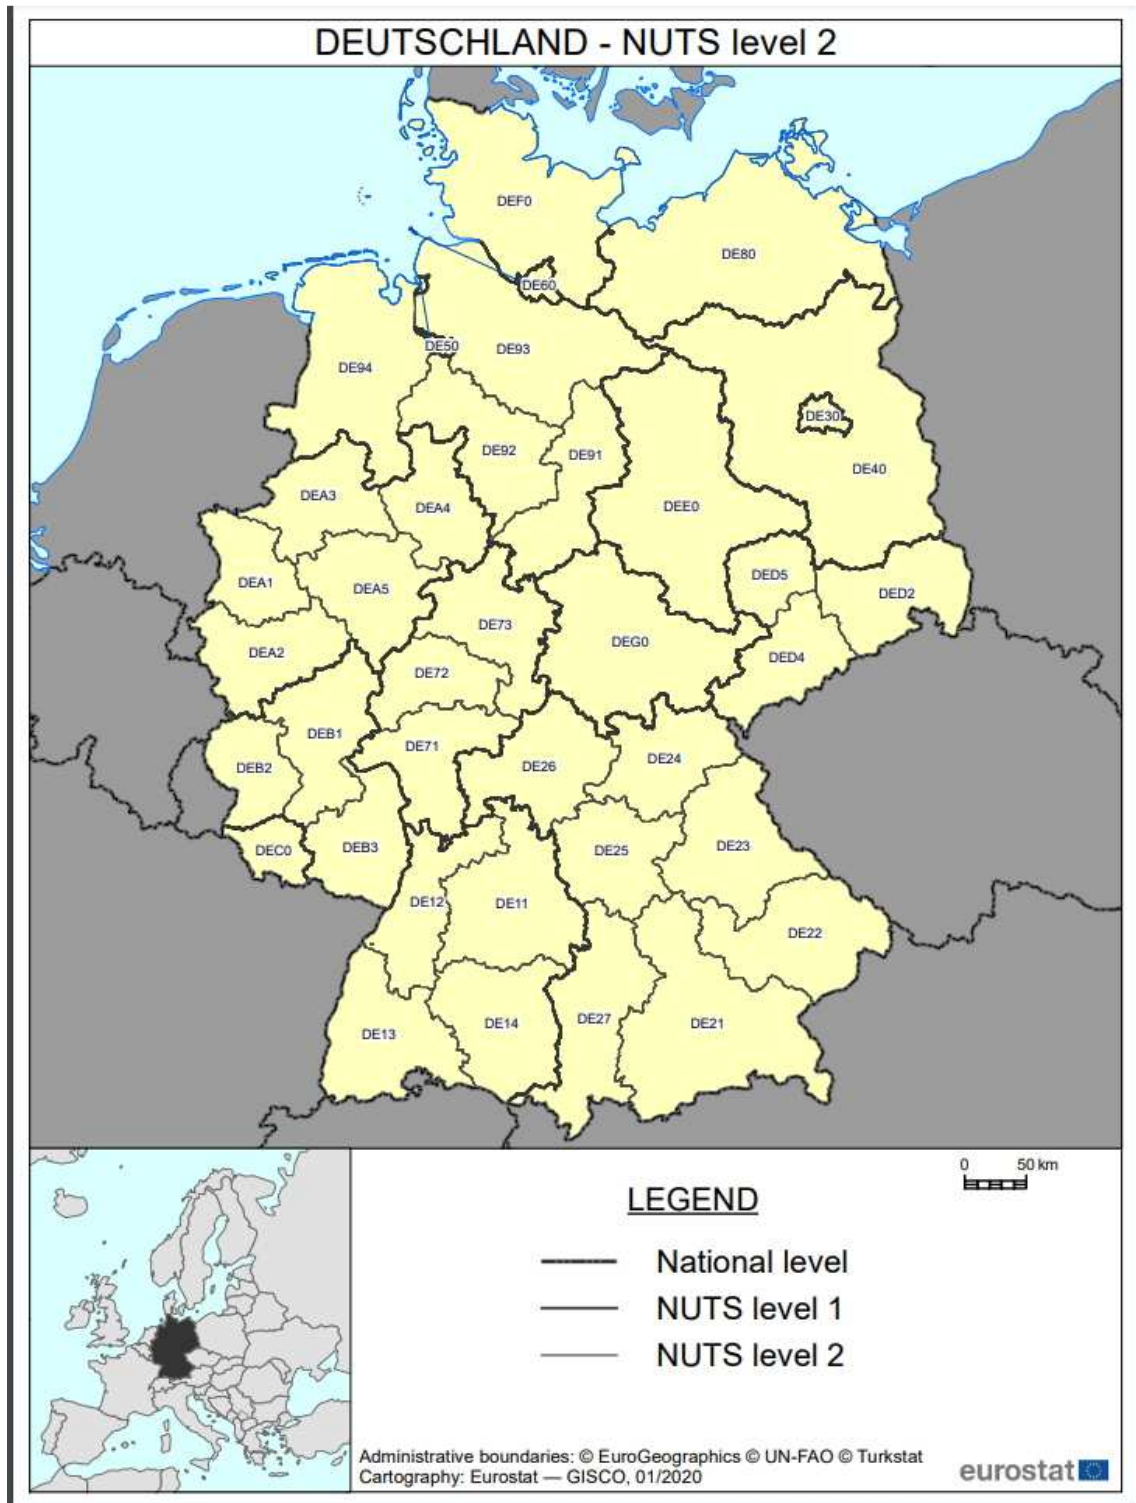 DEUTSCHLAND - NUTS level 2
DEF0
DE80
DE60
DE50
DE93
DE94
DE30
DE92
DE91
DE40
DEA3
DEA4
DEE0
DED5
DEA1
DEA5
DED2
DE73
DEG0
DEA2
DED4
DE72
DEB1
DE71
DE24
DEB2
DE26
DEC0
DEB3
DE25
DE23
DE12
DE11
DE22
DE27
DE14
DE21
DE13
0 50 km
LEGEND
National level
NUTS level 1
NUTS level 2
Administrative boundaries: © EuroGeographics © UN-FAO © Turkstat
Cartography: Eurostat — GISCO, 01/2020
eurostat